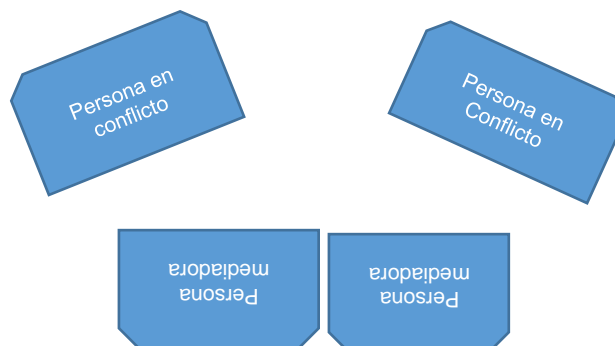 Persona en
conflicto
Persona en
Conflicto
Persona
mediadora
Persona
mediadora